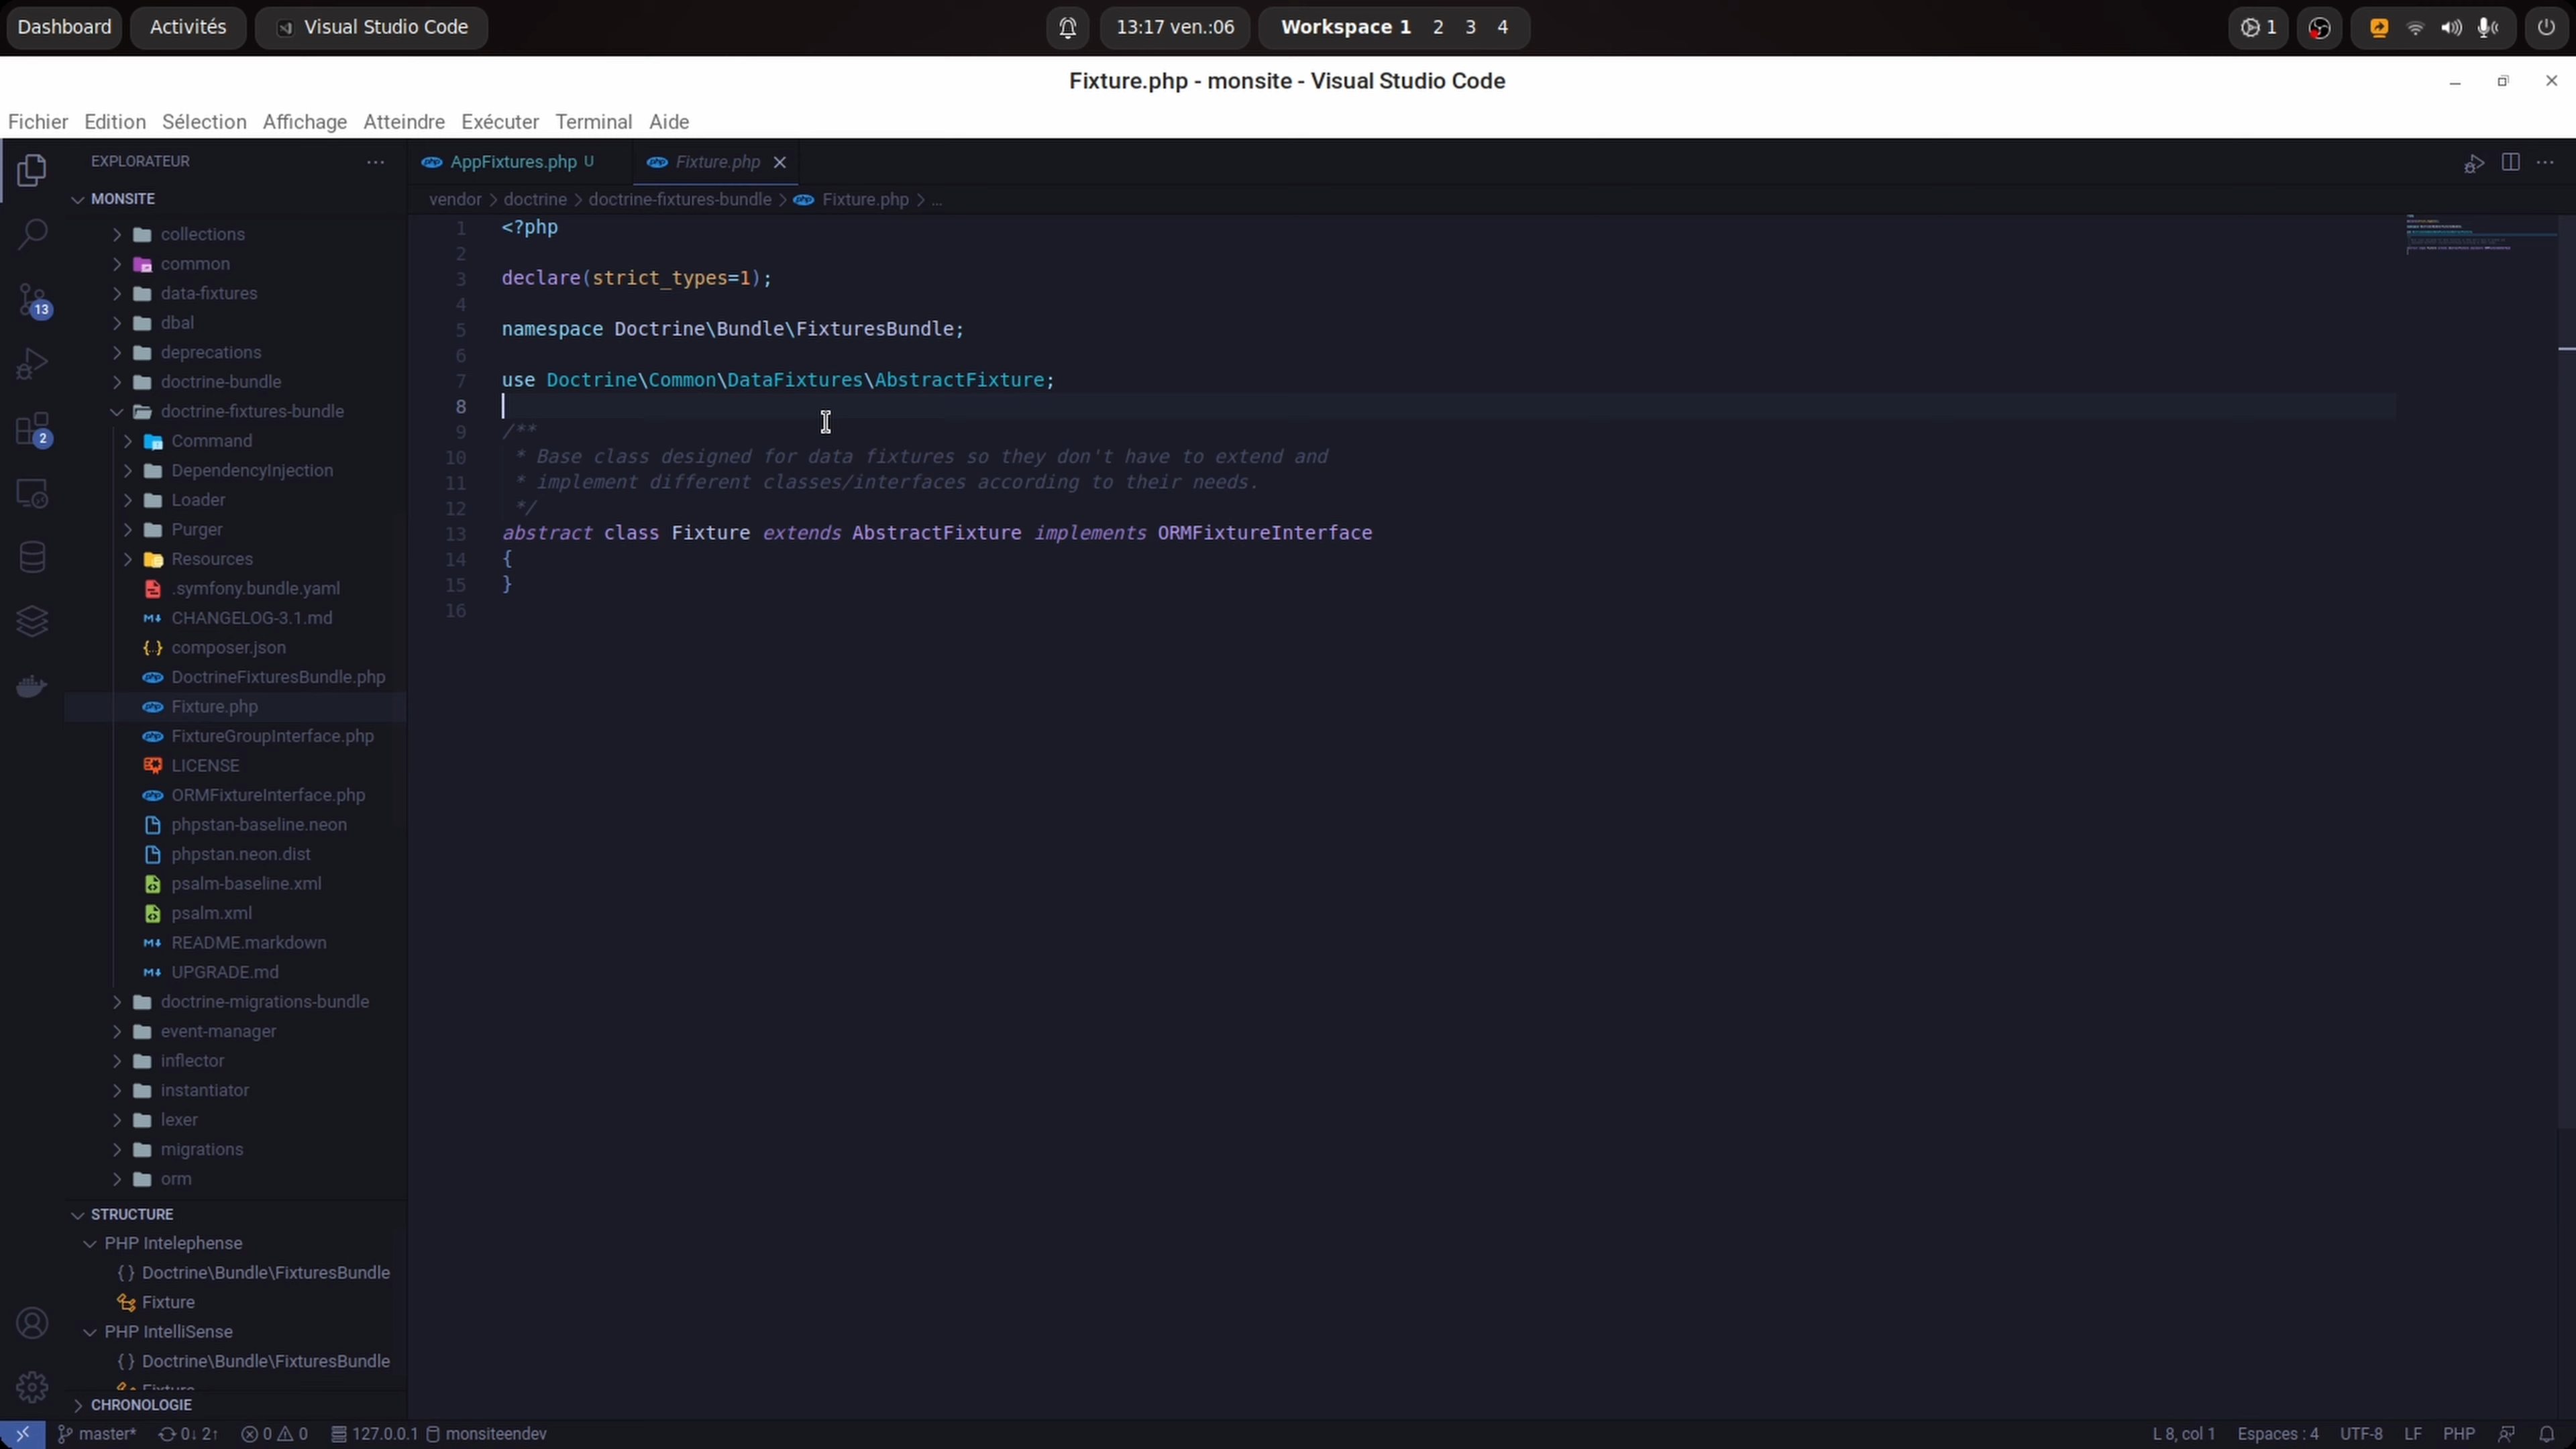 Dashboard Activités Visual Studio Code 13:17 ven.:06 Workspace 1 2 3 4 1
Fixture.php - monsite - Visual Studio Code
Fichier Edition Sélection Affichage Atteindre Exécuter Terminal Aide
EXPLORATEUR
MONSITE
collections
common
data-fixtures
dbal
deprecations
doctrine-bundle
doctrine-fixtures-bundle
Command
DependencyInjection
Loader
Purger
Resources
.symfony.bundle.yaml
CHANGELOG-3.1.md
composer.json
DoctrineFixturesBundle.php
Fixture.php
FixtureGroupInterface.php
LICENSE
ORMFixtureInterface.php
phpstan-baseline.neon
phpstan.neon.dist
psalm-baseline.xml
psalm.xml
README.markdown
UPGRADE.md
doctrine-migrations-bundle
event-manager
inflector
instantiator
lexer
migrations
orm
STRUCTURE
PHP Intelephense
{} Doctrine\Bundle\FixturesBundle
Fixture
PHP IntelliSense
{} Doctrine\Bundle\FixturesBundle
Fixture
CHRONOLOGIE
13
2
AppFixtures.php U Fixture.php
vendor > doctrine > doctrine-fixtures-bundle > Fixture.php > ...
1 <?php
2
3 declare(strict_types=1);
4
5 namespace Doctrine\Bundle\FixturesBundle;
6
7 use Doctrine\Common\DataFixtures\AbstractFixture;
8
9 /**
10 * Base class designed for data fixtures so they don't have to extend and
11 * implement different classes/interfaces according to their needs.
12 */
13 abstract class Fixture extends AbstractFixture implements ORMFixtureInterface
14 {
15 }
16
master* 0↓ 2↑ 0 0 127.0.0.1 monsiteendev L 8, col 1 Espaces : 4 UTF-8 LF PHP